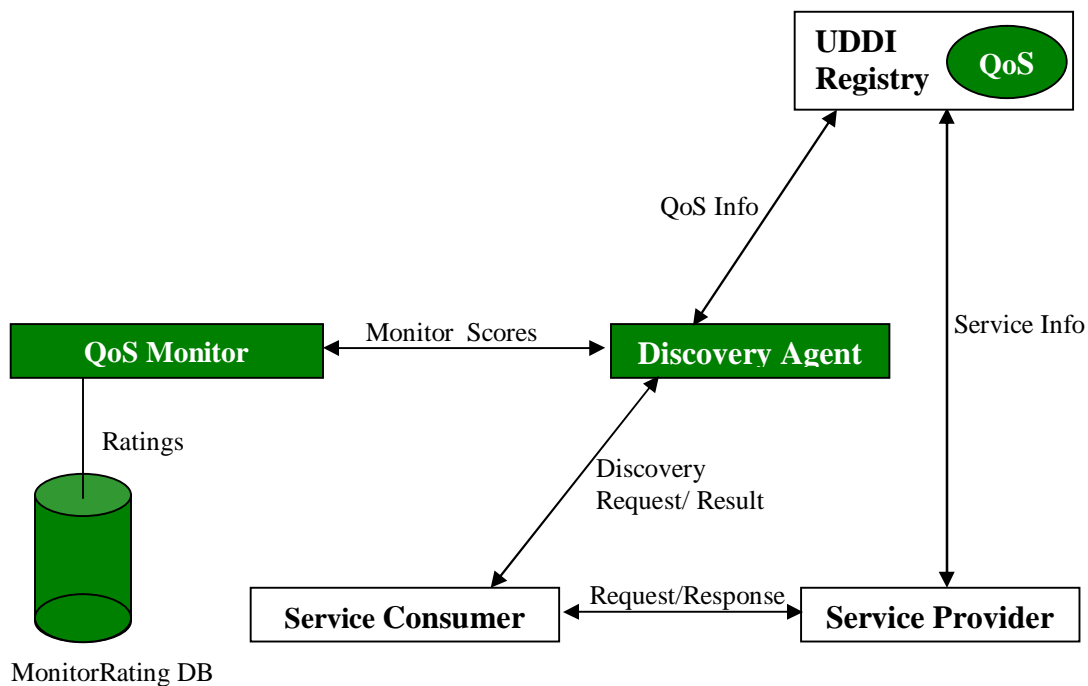 UDDI
Registry
QoS
QoS Info
Service Info
Monitor Scores
QoS Monitor
Discovery Agent
Ratings
Discovery
Request/ Result
Request/Response
Service Consumer
Service Provider
MonitorRating DB